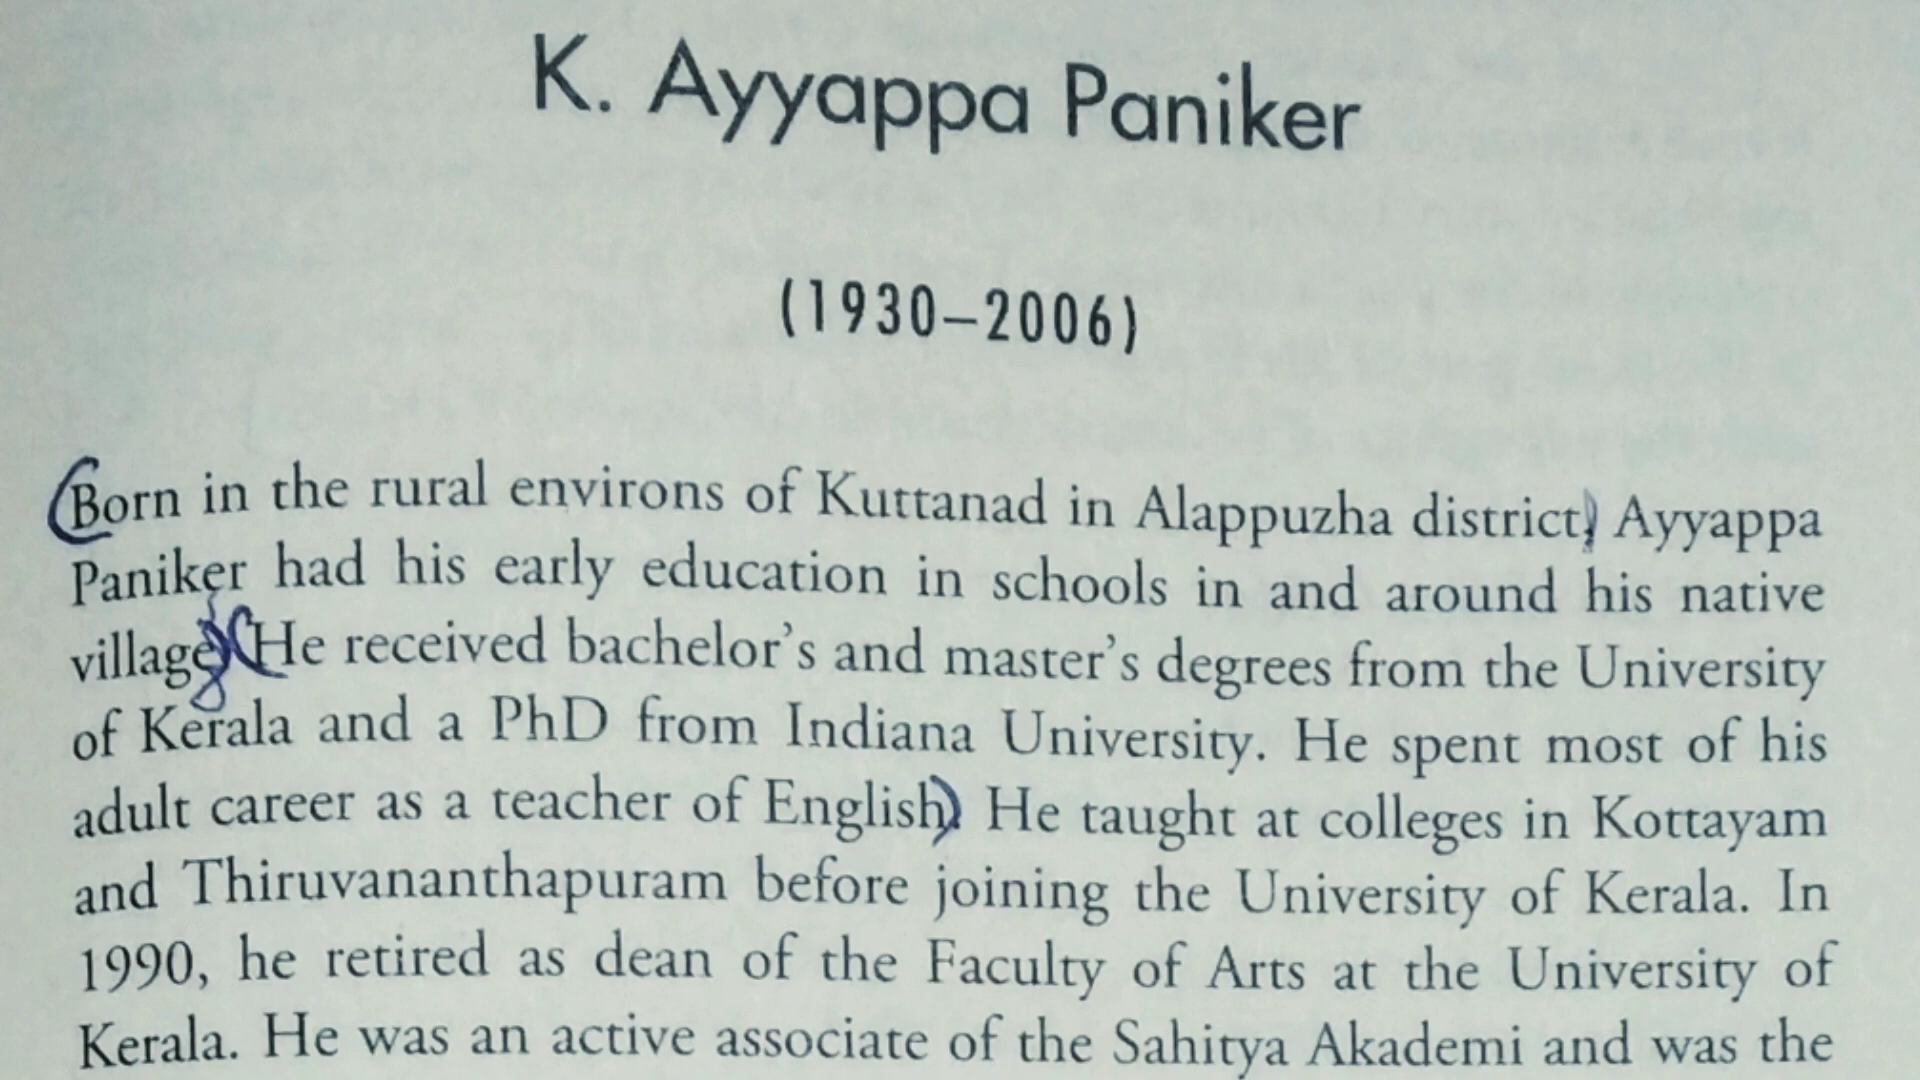 K. Ayyappa Paniker
(1930–2006)
Born in the rural environs of Kuttanad in Alappuzha district, Ayyappa
Paniker had his early education in schools in and around his native
village. He received bachelor's and master's degrees from the University
of Kerala and a PhD from Indiana University. He spent most of his
adult career as a teacher of English. He taught at colleges in Kottayam
and Thiruvananthapuram before joining the University of Kerala. In
1990, he retired as dean of the Faculty of Arts at the University of
Kerala. He was an active associate of the Sahitya Akademi and was the